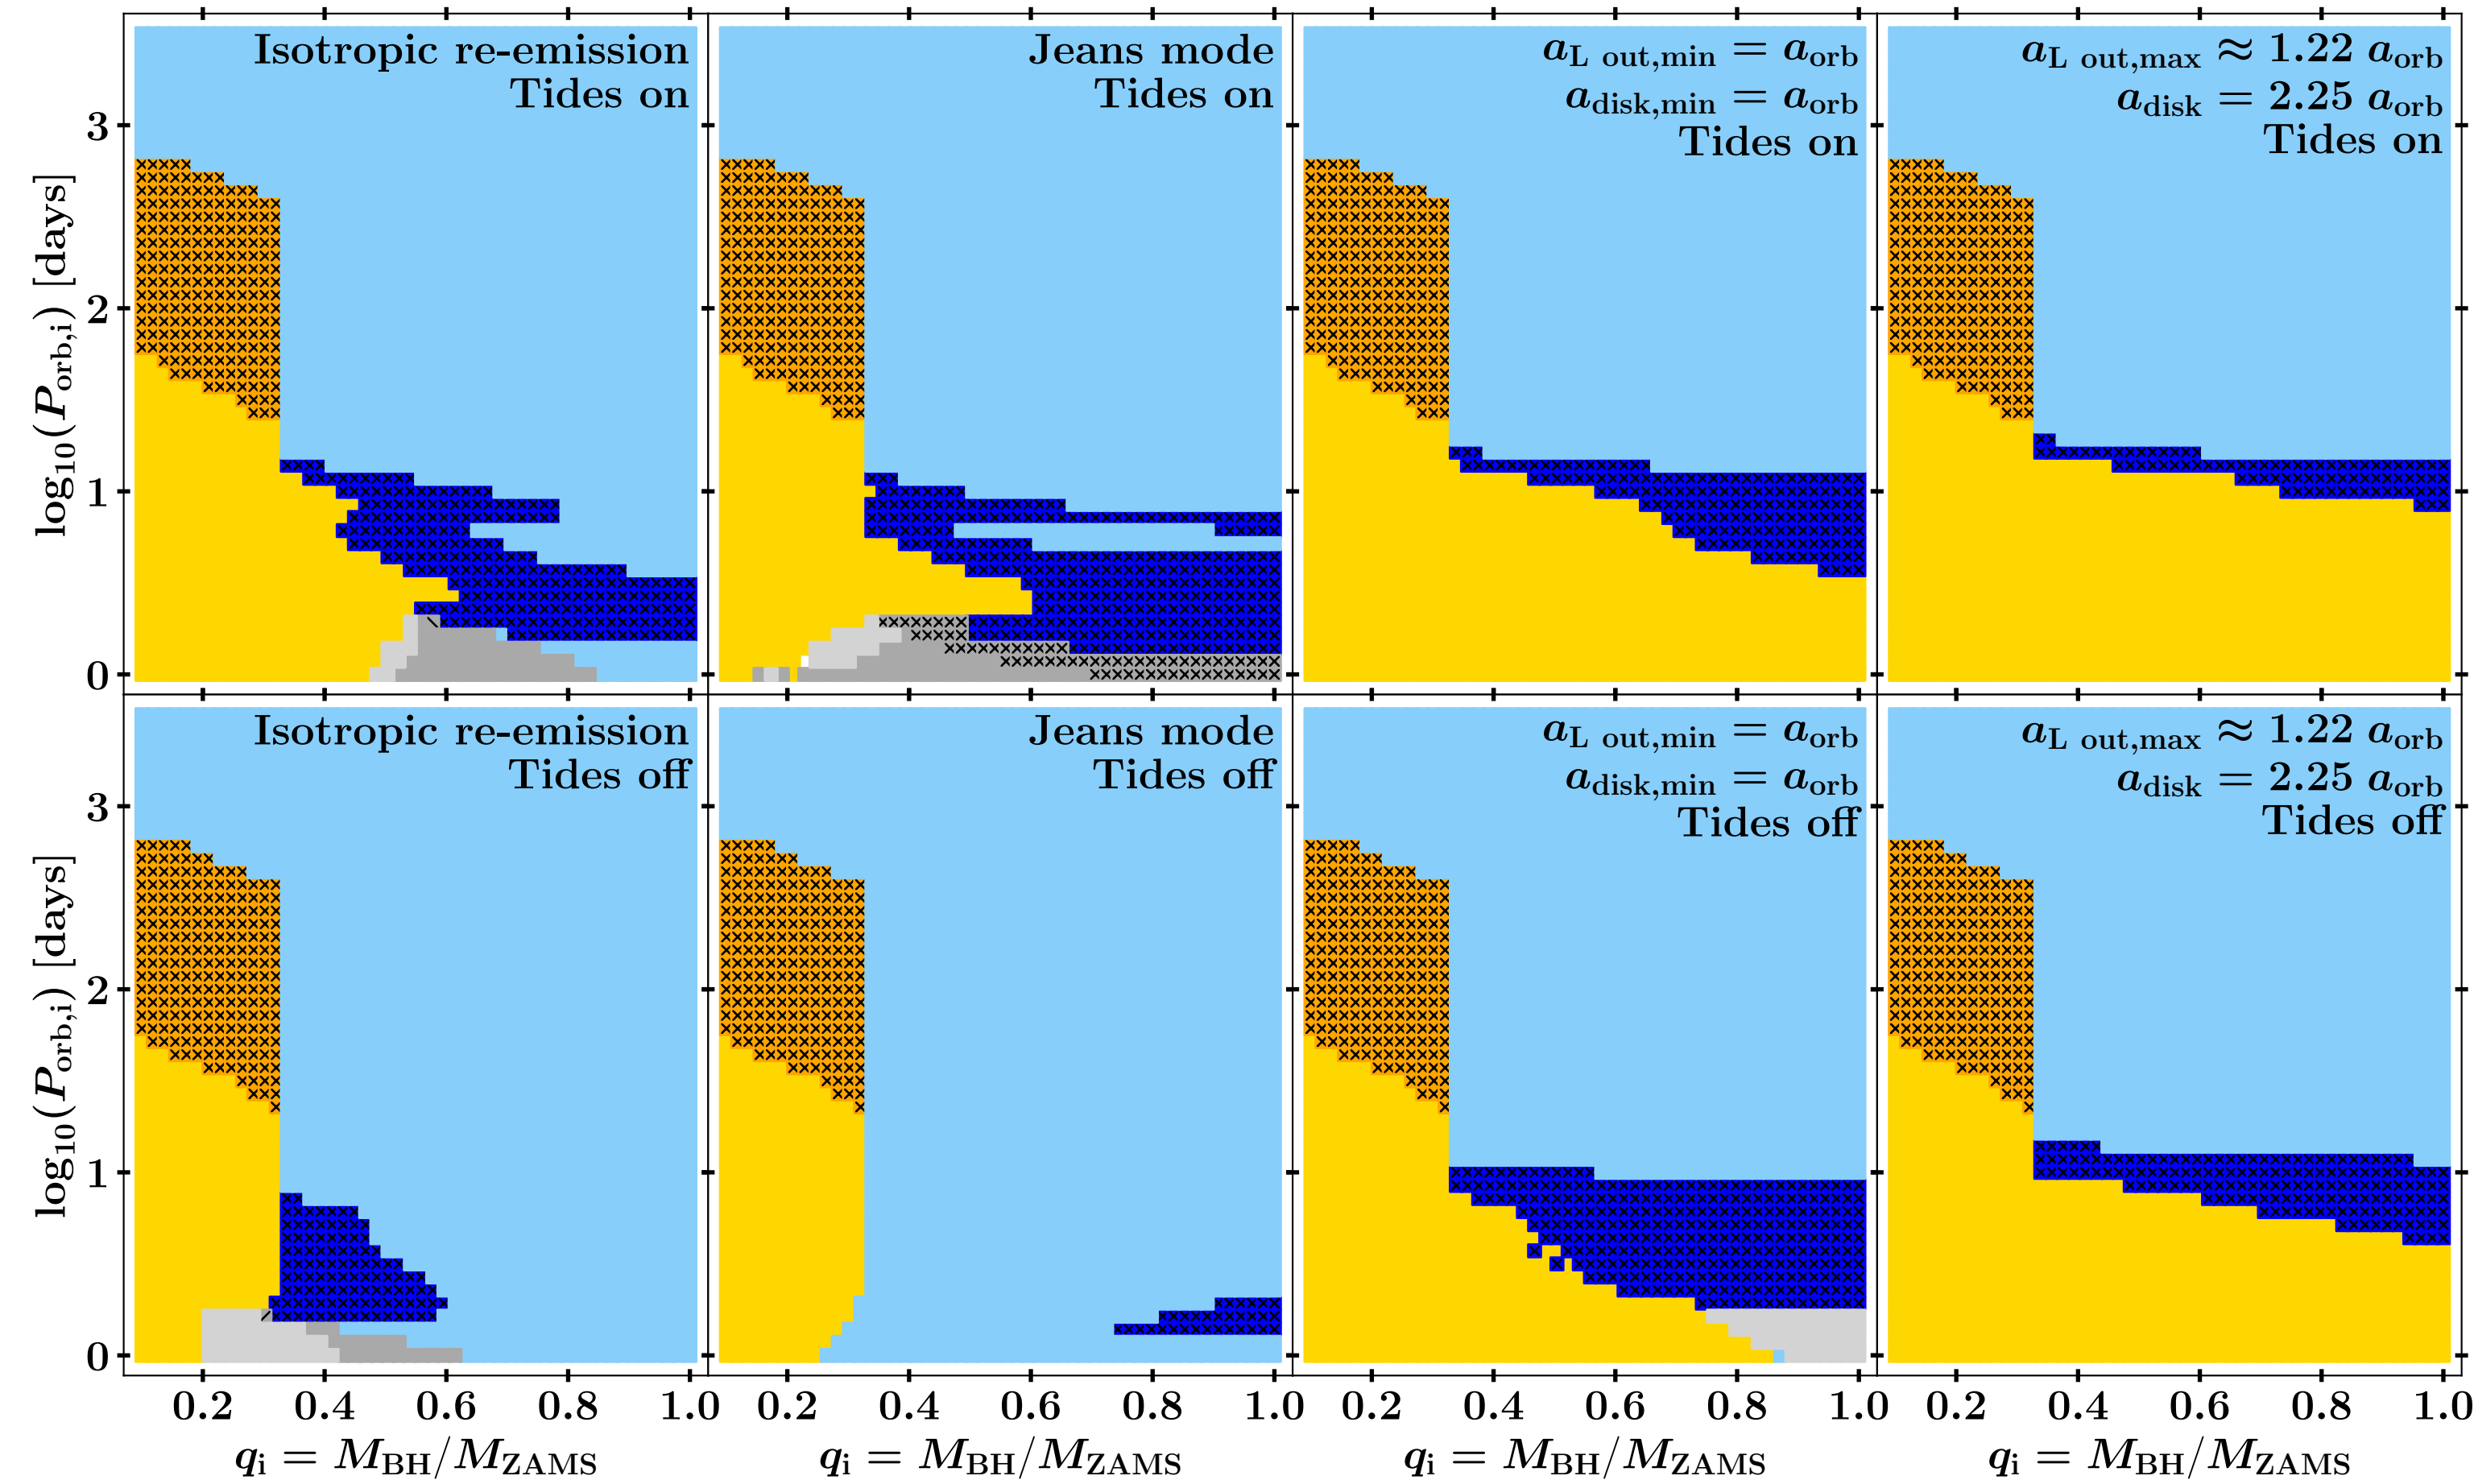 Isotropic re-emission
Tides on
Jeans mode
Tides on
a_L out,min = a_orb
a_disk,min = a_orb
Tides on
a_L out,max ≈ 1.22 a_orb
a_disk = 2.25 a_orb
Tides on
log10(P_orb,i) [days]
3
2
1
0
Isotropic re-emission
Tides off
Jeans mode
Tides off
a_L out,min = a_orb
a_disk,min = a_orb
Tides off
a_L out,max ≈ 1.22 a_orb
a_disk = 2.25 a_orb
Tides off
log10(P_orb,i) [days]
3
2
1
0
0.2 0.4 0.6 0.8 1.0 0.2 0.4 0.6 0.8 1.0 0.2 0.4 0.6 0.8 1.0 0.2 0.4 0.6 0.8 1.0
q_i = M_BH/M_ZAMS q_i = M_BH/M_ZAMS q_i = M_BH/M_ZAMS q_i = M_BH/M_ZAMS